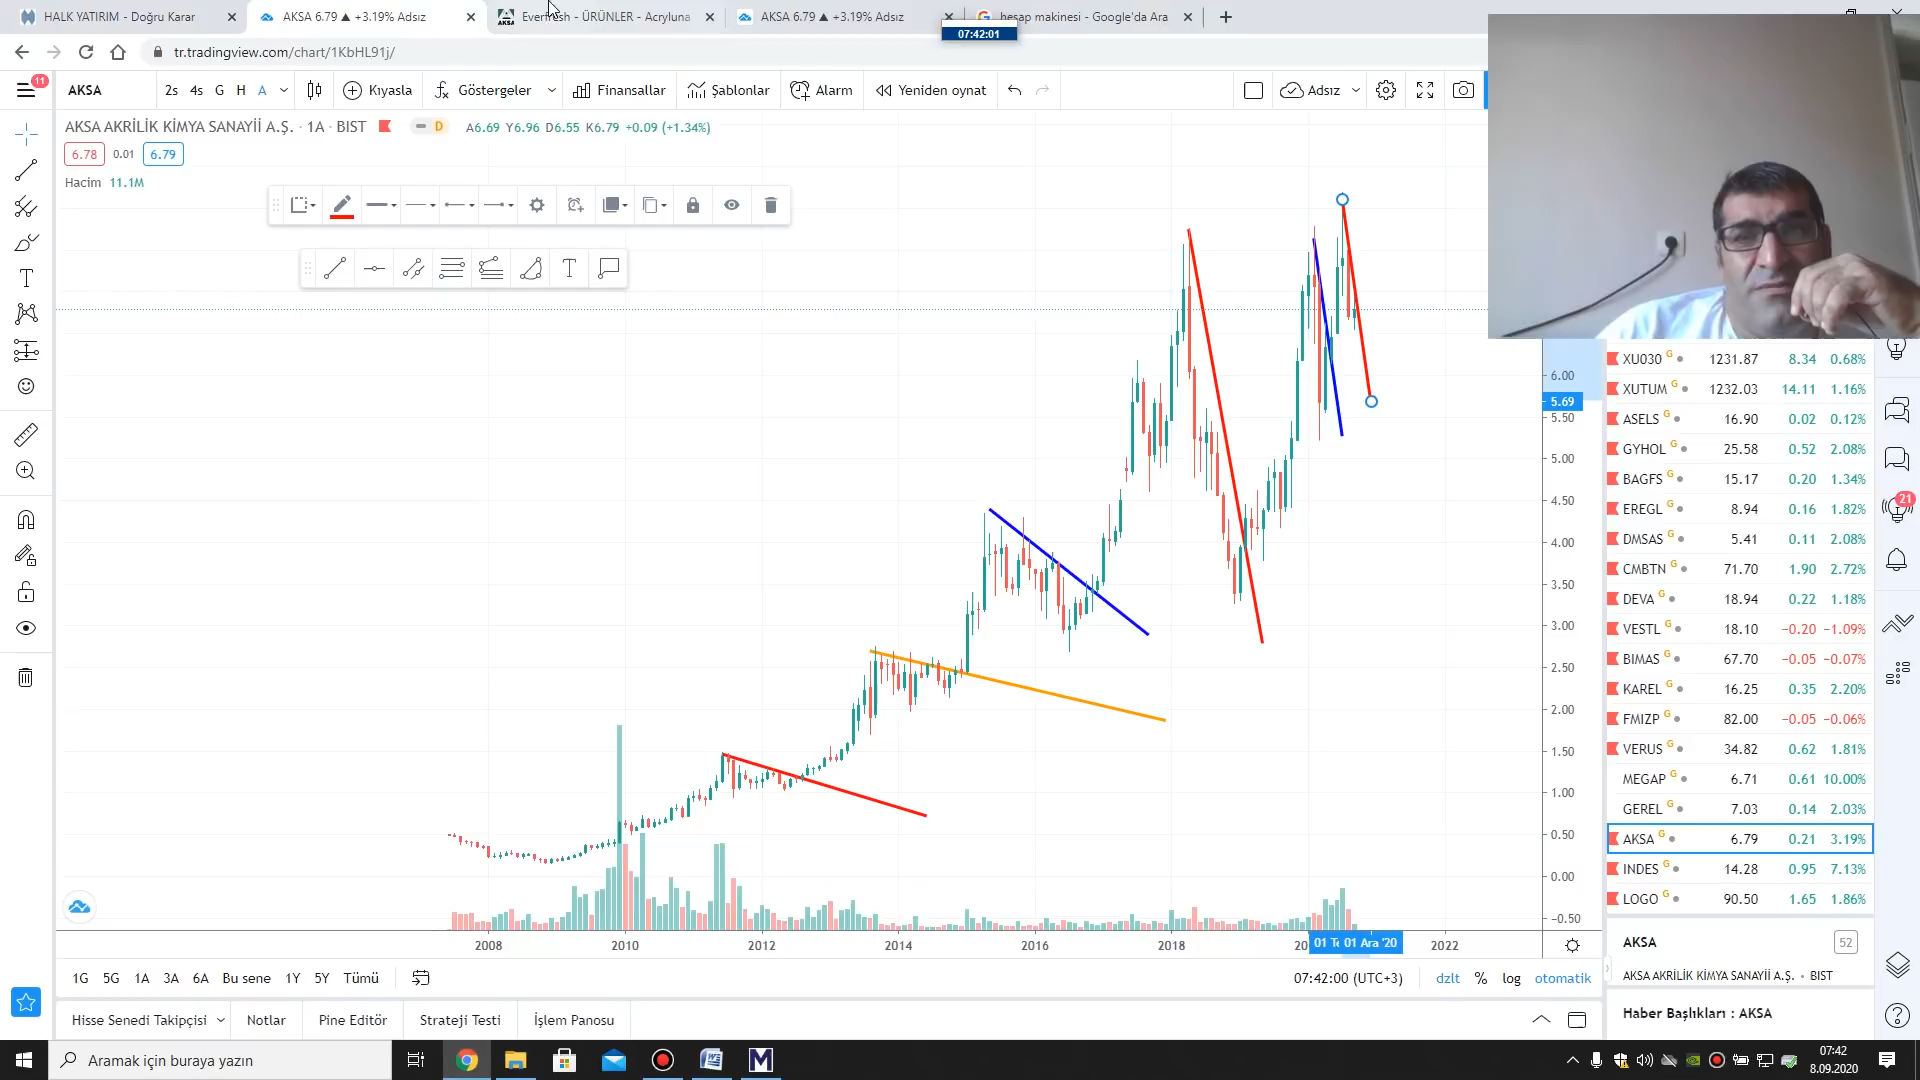 HALK YATIRIM - Doğru Karar
AKSA 6.79 ▲ +3.19% Adsız
Everfresh - ÜRÜNLER - Acryluna
AKSA 6.79 ▲ +3.19% Adsız
hesap makinesi - Google'da Ara
07:42:01
tr.tradingview.com/chart/1KbHL91j/
11
AKSA
2s 4s G H A
Kıyasla
Göstergeler
Finansallar
Şablonlar
Alarm
Yeniden oynat
Adsız
AKSA AKRİLİK KİMYA SANAYİİ A.Ş. · 1A · BIST
D
A6.69 Y6.96 D6.55 K6.79 +0.09 (+1.34%)
6.78 0.01 6.79
Hacim 11.1M
6.00
5.69
5.50
5.00
4.50
4.00
3.50
3.00
2.50
2.00
1.50
1.00
0.50
0.00
−0.50
XU030 G 1231.87 8.34 0.68%
XUTUM G 1232.03 14.11 1.16%
ASELS G 16.90 0.02 0.12%
GYHOL G 25.58 0.52 2.08%
BAGFS G 15.17 0.20 1.34%
EREGL G 8.94 0.16 1.82%
DMSAS G 5.41 0.11 2.08%
CMBTN G 71.70 1.90 2.72%
DEVA G 18.94 0.22 1.18%
VESTL G 18.10 −0.20 −1.09%
BIMAS G 67.70 −0.05 −0.07%
KAREL G 16.25 0.35 2.20%
FMIZP G 82.00 −0.05 −0.06%
VERUS G 34.82 0.62 1.81%
MEGAP G 6.71 0.61 10.00%
GEREL G 7.03 0.14 2.03%
AKSA G 6.79 0.21 3.19%
INDES G 14.28 0.95 7.13%
LOGO G 90.50 1.65 1.86%
21
2008 2010 2012 2014 2016 2018 01 Ara '20 2022
AKSA 52
AKSA AKRİLİK KİMYA SANAYİİ A.Ş. • BIST
Haber Başlıkları : AKSA
1G 5G 1A 3A 6A Bu sene 1Y 5Y Tümü
07:42:00 (UTC+3)
dzlt % log otomatik
Hisse Senedi Takipçisi
Notlar
Pine Editör
Strateji Testi
İşlem Panosu
Aramak için buraya yazın
07:42
8.09.2020